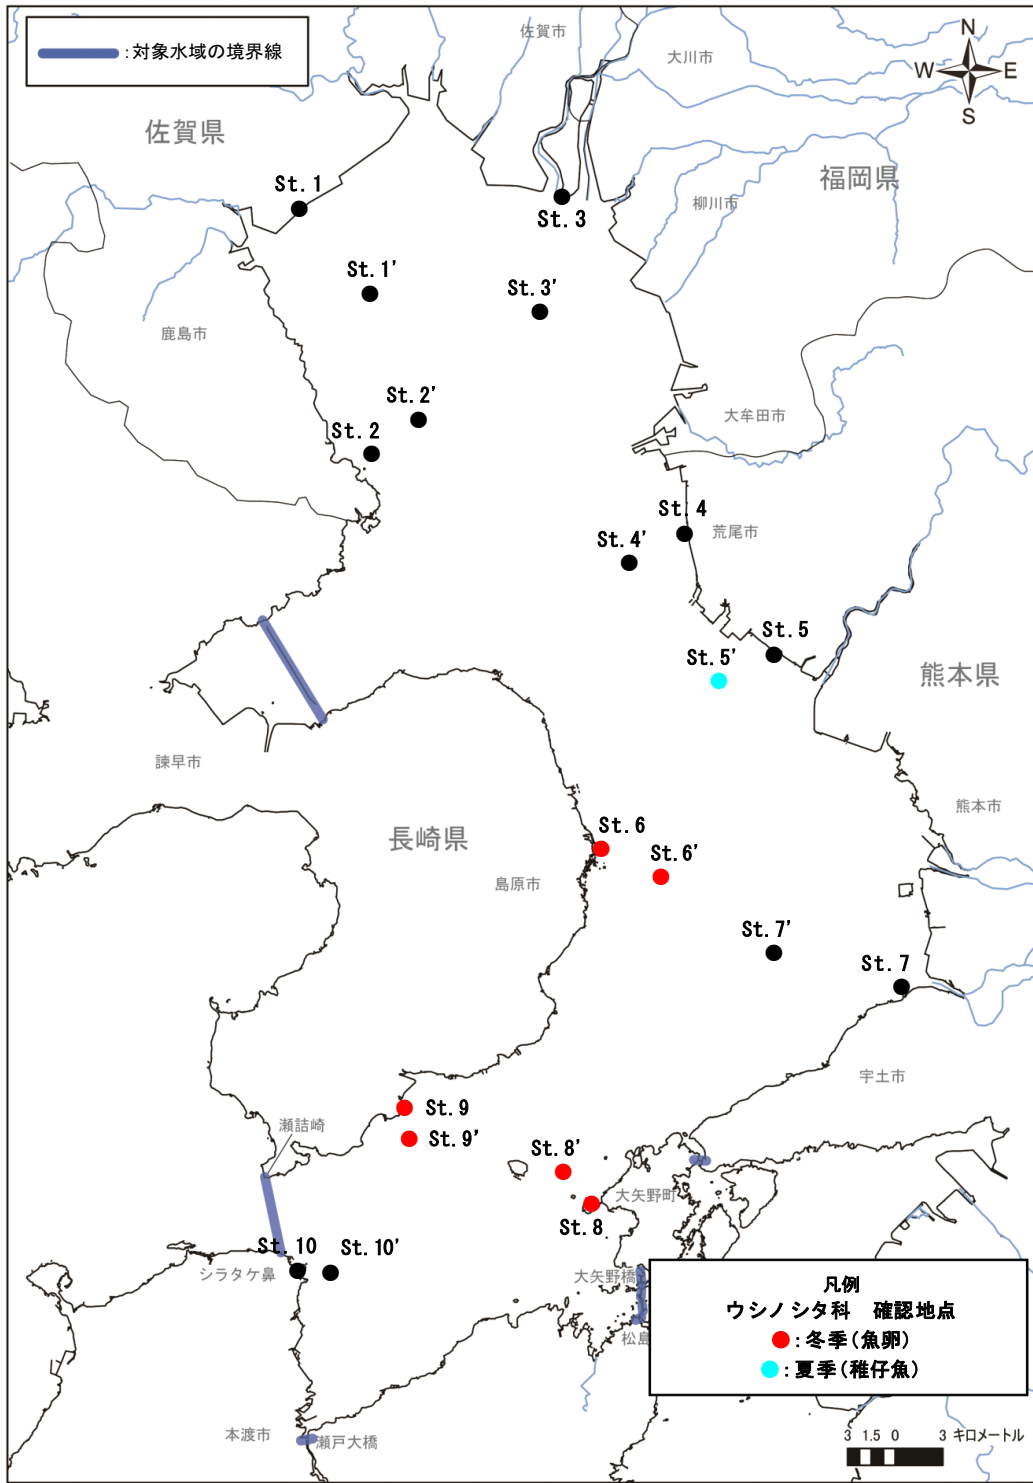 :対象水域の境界線
佐賀市
大川市
N
W
E
S
佐賀県
福岡県
柳川市
St. 1
St. 3
St. 1'
St. 3'
鹿島市
St. 2'
大牟田市
St. 2
St. 4
荒尾市
St. 4'
St. 5
St. 5'
熊本県
諫早市
熊本市
長崎県
St. 6
St. 6'
島原市
St. 7'
St. 7
宇土市
St. 9
瀬詰崎
St. 9'
St. 8'
大矢野町
St. 8
St. 10
St. 10'
シラタケ鼻
大矢野橋
松島
凡例
ウシノシタ科 確認地点
:冬季(魚卵)
:夏季(稚仔魚)
本渡市
瀬戸大橋
3 1.5 0 3 キロメートル